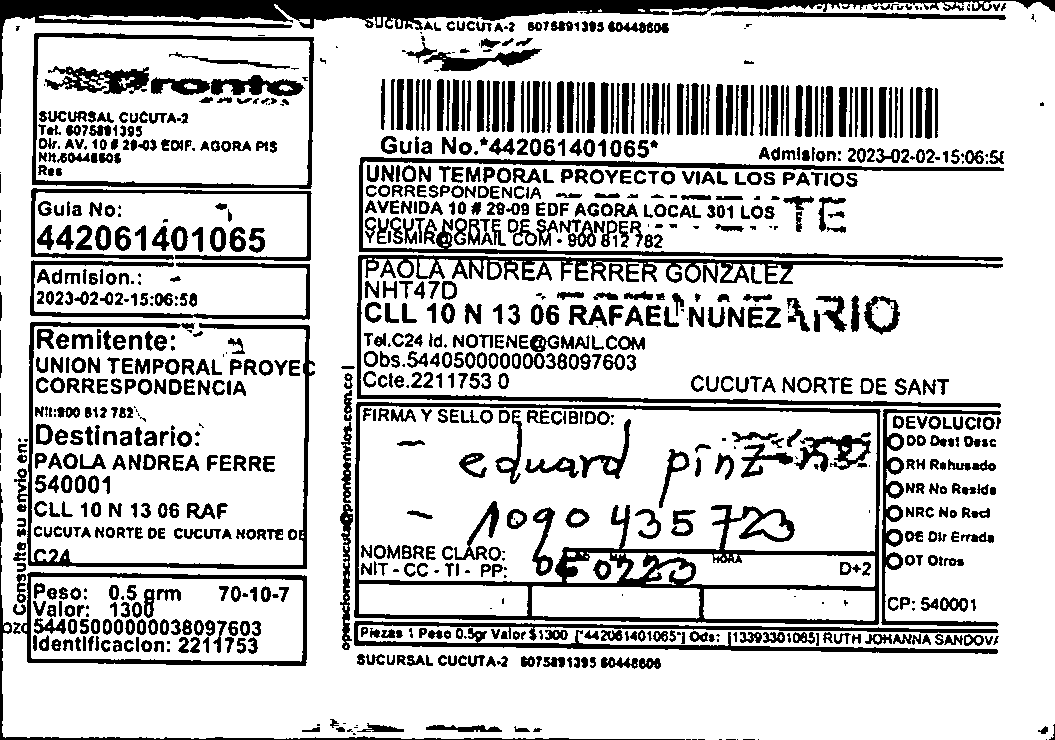 SUCURSAL CUCUTA-2 6075891395 60448606
Pronto
ENVIOS
SUCURSAL CUCUTA-2
Tel. 6075891395
Dir. AV. 10 # 29-03 EDIF. AGORA PIS
Nit.60448606
Res
Guia No:
442061401065
Admision.:
2023-02-02-15:06:58
Remitente:
UNION TEMPORAL PROYEC
CORRESPONDENCIA
Nit:900 812 782
Destinatario:
PAOLA ANDREA FERRE
540001
CLL 10 N 13 06 RAF
CUCUTA NORTE DE CUCUTA NORTE DE
C24
Peso: 0.5 grm 70-10-7
Valor: 1300
54405000000038097603
Identificacion: 2211753
Consulte su envio en:
operacionescucuta@prontoenvios.com.co
Guia No.*442061401065*
Admision: 2023-02-02-15:06:58
UNION TEMPORAL PROYECTO VIAL LOS PATIOS
CORRESPONDENCIA
AVENIDA 10 # 29-09 EDF AGORA LOCAL 301 LOS
CUCUTA NORTE DE SANTANDER
YEISMIR@GMAIL COM - 900 812 782
TE
PAOLA ANDREA FERRER GONZALEZ
NHT47D
CLL 10 N 13 06 RAFAEL NUNEZ
ARIO
Tel.C24 Id. NOTIENE@GMAIL.COM
Obs.54405000000038097603
Ccte.2211753 0
CUCUTA NORTE DE SANT
FIRMA Y SELLO DE RECIBIDO:
eduard
1090 435 723
NOMBRE CLARO:
NIT - CC - TI - PP:
060223
HORA
D+2
DEVOLUCION
DD Dest Desc
RH Rehusado
NR No Reside
NRC No Recl
DE Dir Errada
OT Otros
CP: 540001
Piezas 1 Peso 0.5gr Valor $1300 ["442061401065"] Ods: [13393301065] RUTH JOHANNA SANDOVA
SUCURSAL CUCUTA-2 6075891395 60448606